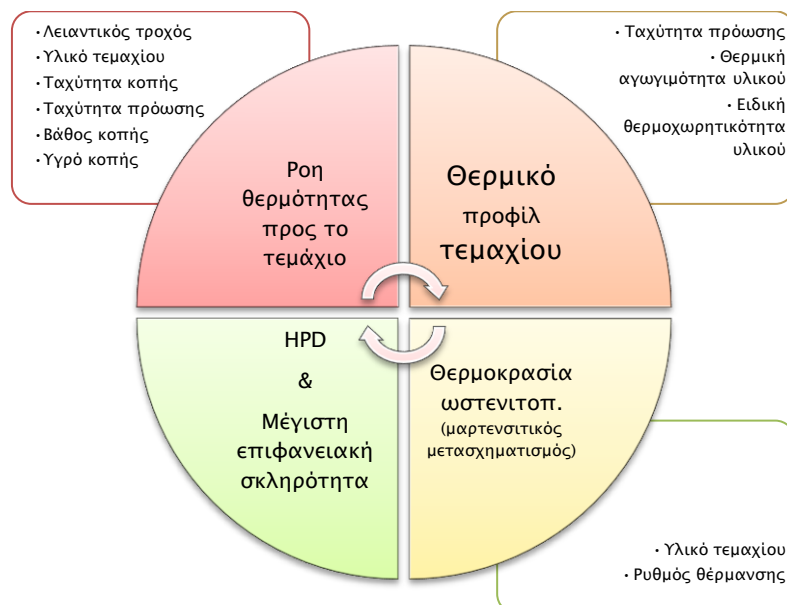 • Λειαντικός τροχός
• Υλικό τεμαχίου
• Ταχύτητα κοπής
• Ταχύτητα πρόωσης
• Βάθος κοπής
• Υγρό κοπής
• Ταχύτητα πρόωσης
• Θερμική
αγωγιμότητα υλικού
• Ειδική
θερμοχωρητικότητα
υλικού
Ροη
θερμότητας
προς το
τεμάχιο
Θερμικό
προφίλ
τεμαχίου
HPD
&
Μέγιστη
επιφανειακή
σκληρότητα
Θερμοκρασία
ωστενιτοπ.
(μαρτενσιτικός
μετασχηματισμός)
• Υλικό τεμαχίου
• Ρυθμός θέρμανσης